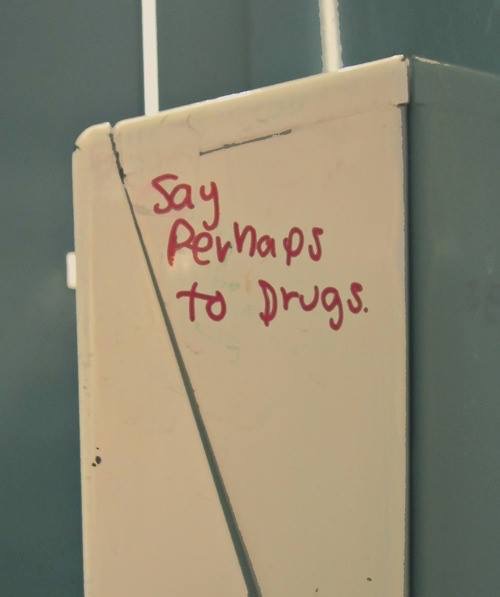 Say
Perhaps
to Drugs.